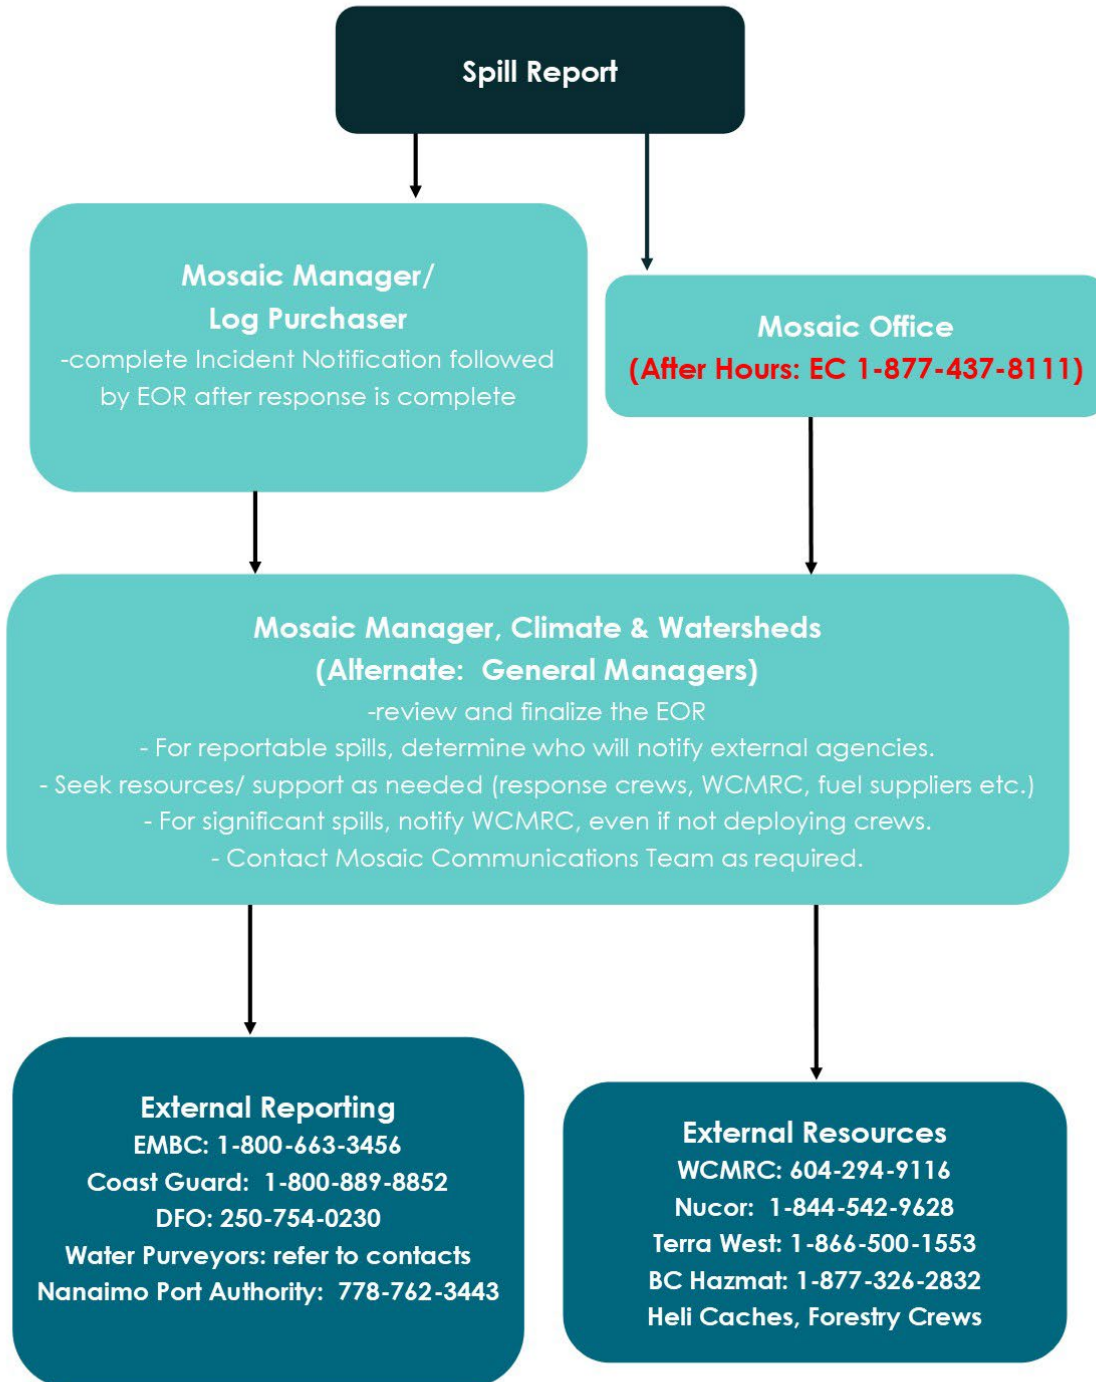 Spill Report
Mosaic Manager/
Log Purchaser
-complete Incident Notification followed
by EOR after response is complete
Mosaic Office
(After Hours: EC 1-877-437-8111)
Mosaic Manager, Climate & Watersheds
(Alternate:  General Managers)
-review and finalize the EOR
- For reportable spills, determine who will notify external agencies.
- Seek resources/ support as needed (response crews, WCMRC, fuel suppliers etc.)
- For significant spills, notify WCMRC, even if not deploying crews.
- Contact Mosaic Communications Team as required.
External Reporting
EMBC: 1-800-663-3456
Coast Guard:  1-800-889-8852
DFO: 250-754-0230
Water Purveyors: refer to contacts
Nanaimo Port Authority:  778-762-3443
External Resources
WCMRC: 604-294-9116
Nucor:  1-844-542-9628
Terra West: 1-866-500-1553
BC Hazmat: 1-877-326-2832
Heli Caches, Forestry Crews